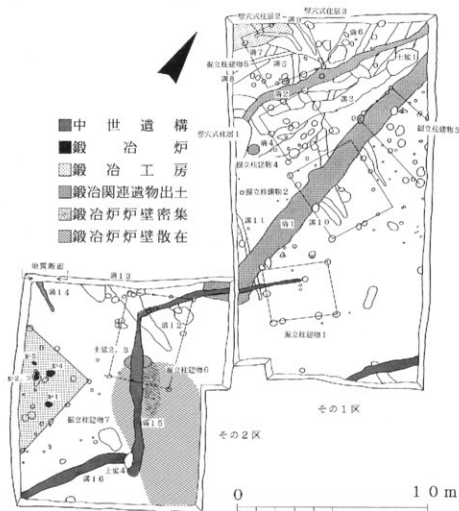 竪穴式住居2
溝9
竪穴式住居3
溝7
溝6
土拡1
掘立柱建物5
溝5
溝8
溝2
溝3
竪穴式住居1
溝4
掘立柱建物4
掘立柱建物3
掘立柱建物2
溝11
溝1
溝10
中世遺構
鍛冶炉
鍛冶工房
鍛冶関連遺物出土
鍛冶炉炉壁密集
鍛冶炉炉壁散在
地質断面
溝13
溝14
溝12
土拡2、3
掘立柱建物1
掘立柱建物6
掘立柱建物7
溝15
土拡4
溝16
その1区
その2区
0 10m